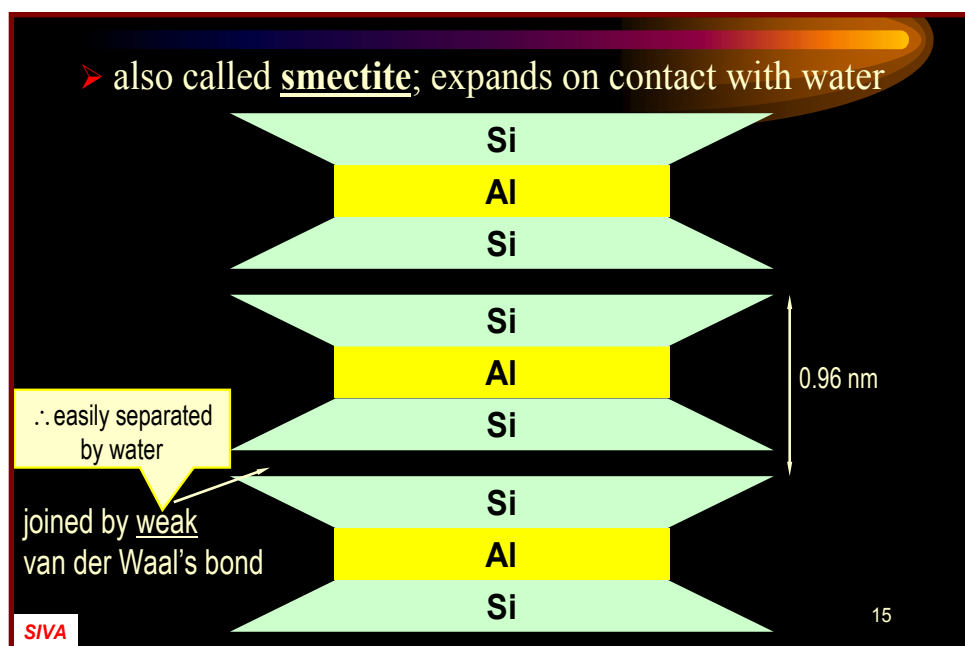 also called smectite; expands on contact with water
Si
Al
Si
Si
Al
Si
0.96 nm
∴ easily separated
by water
joined by weak
van der Waal’s bond
Si
Al
Si
15
SIVA